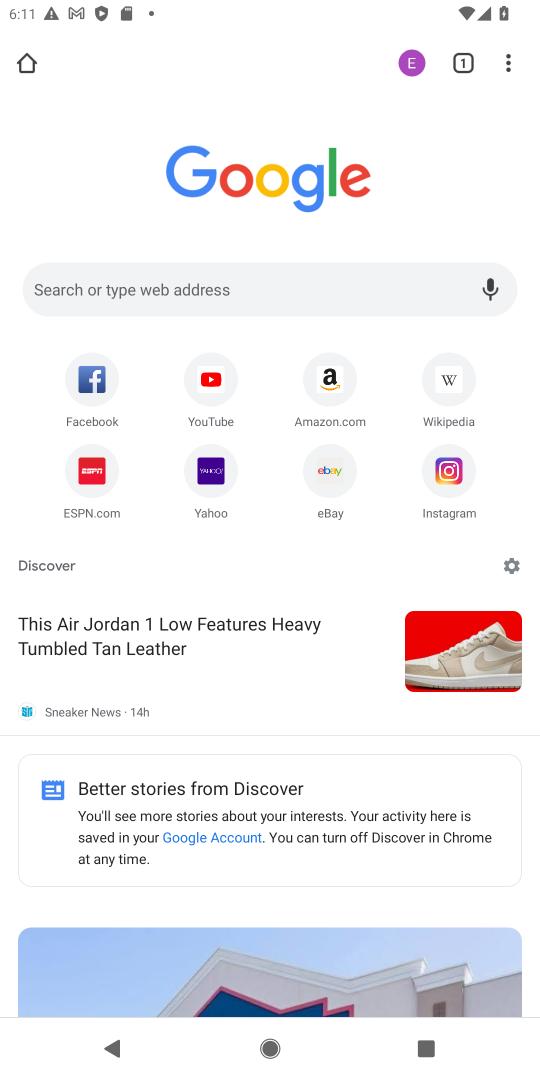 6:11
1
E
Google
Search or type web address
Facebook
YouTube
Amazon.com
Wikipedia
ESPN.com
Yahoo
eBay
Instagram
Discover
This Air Jordan 1 Low Features Heavy
Tumbled Tan Leather
Sneaker News · 14h
Better stories from Discover
You'll see more stories about your interests. Your activity here is
saved in your Google Account. You can turn off Discover in Chrome
at any time.